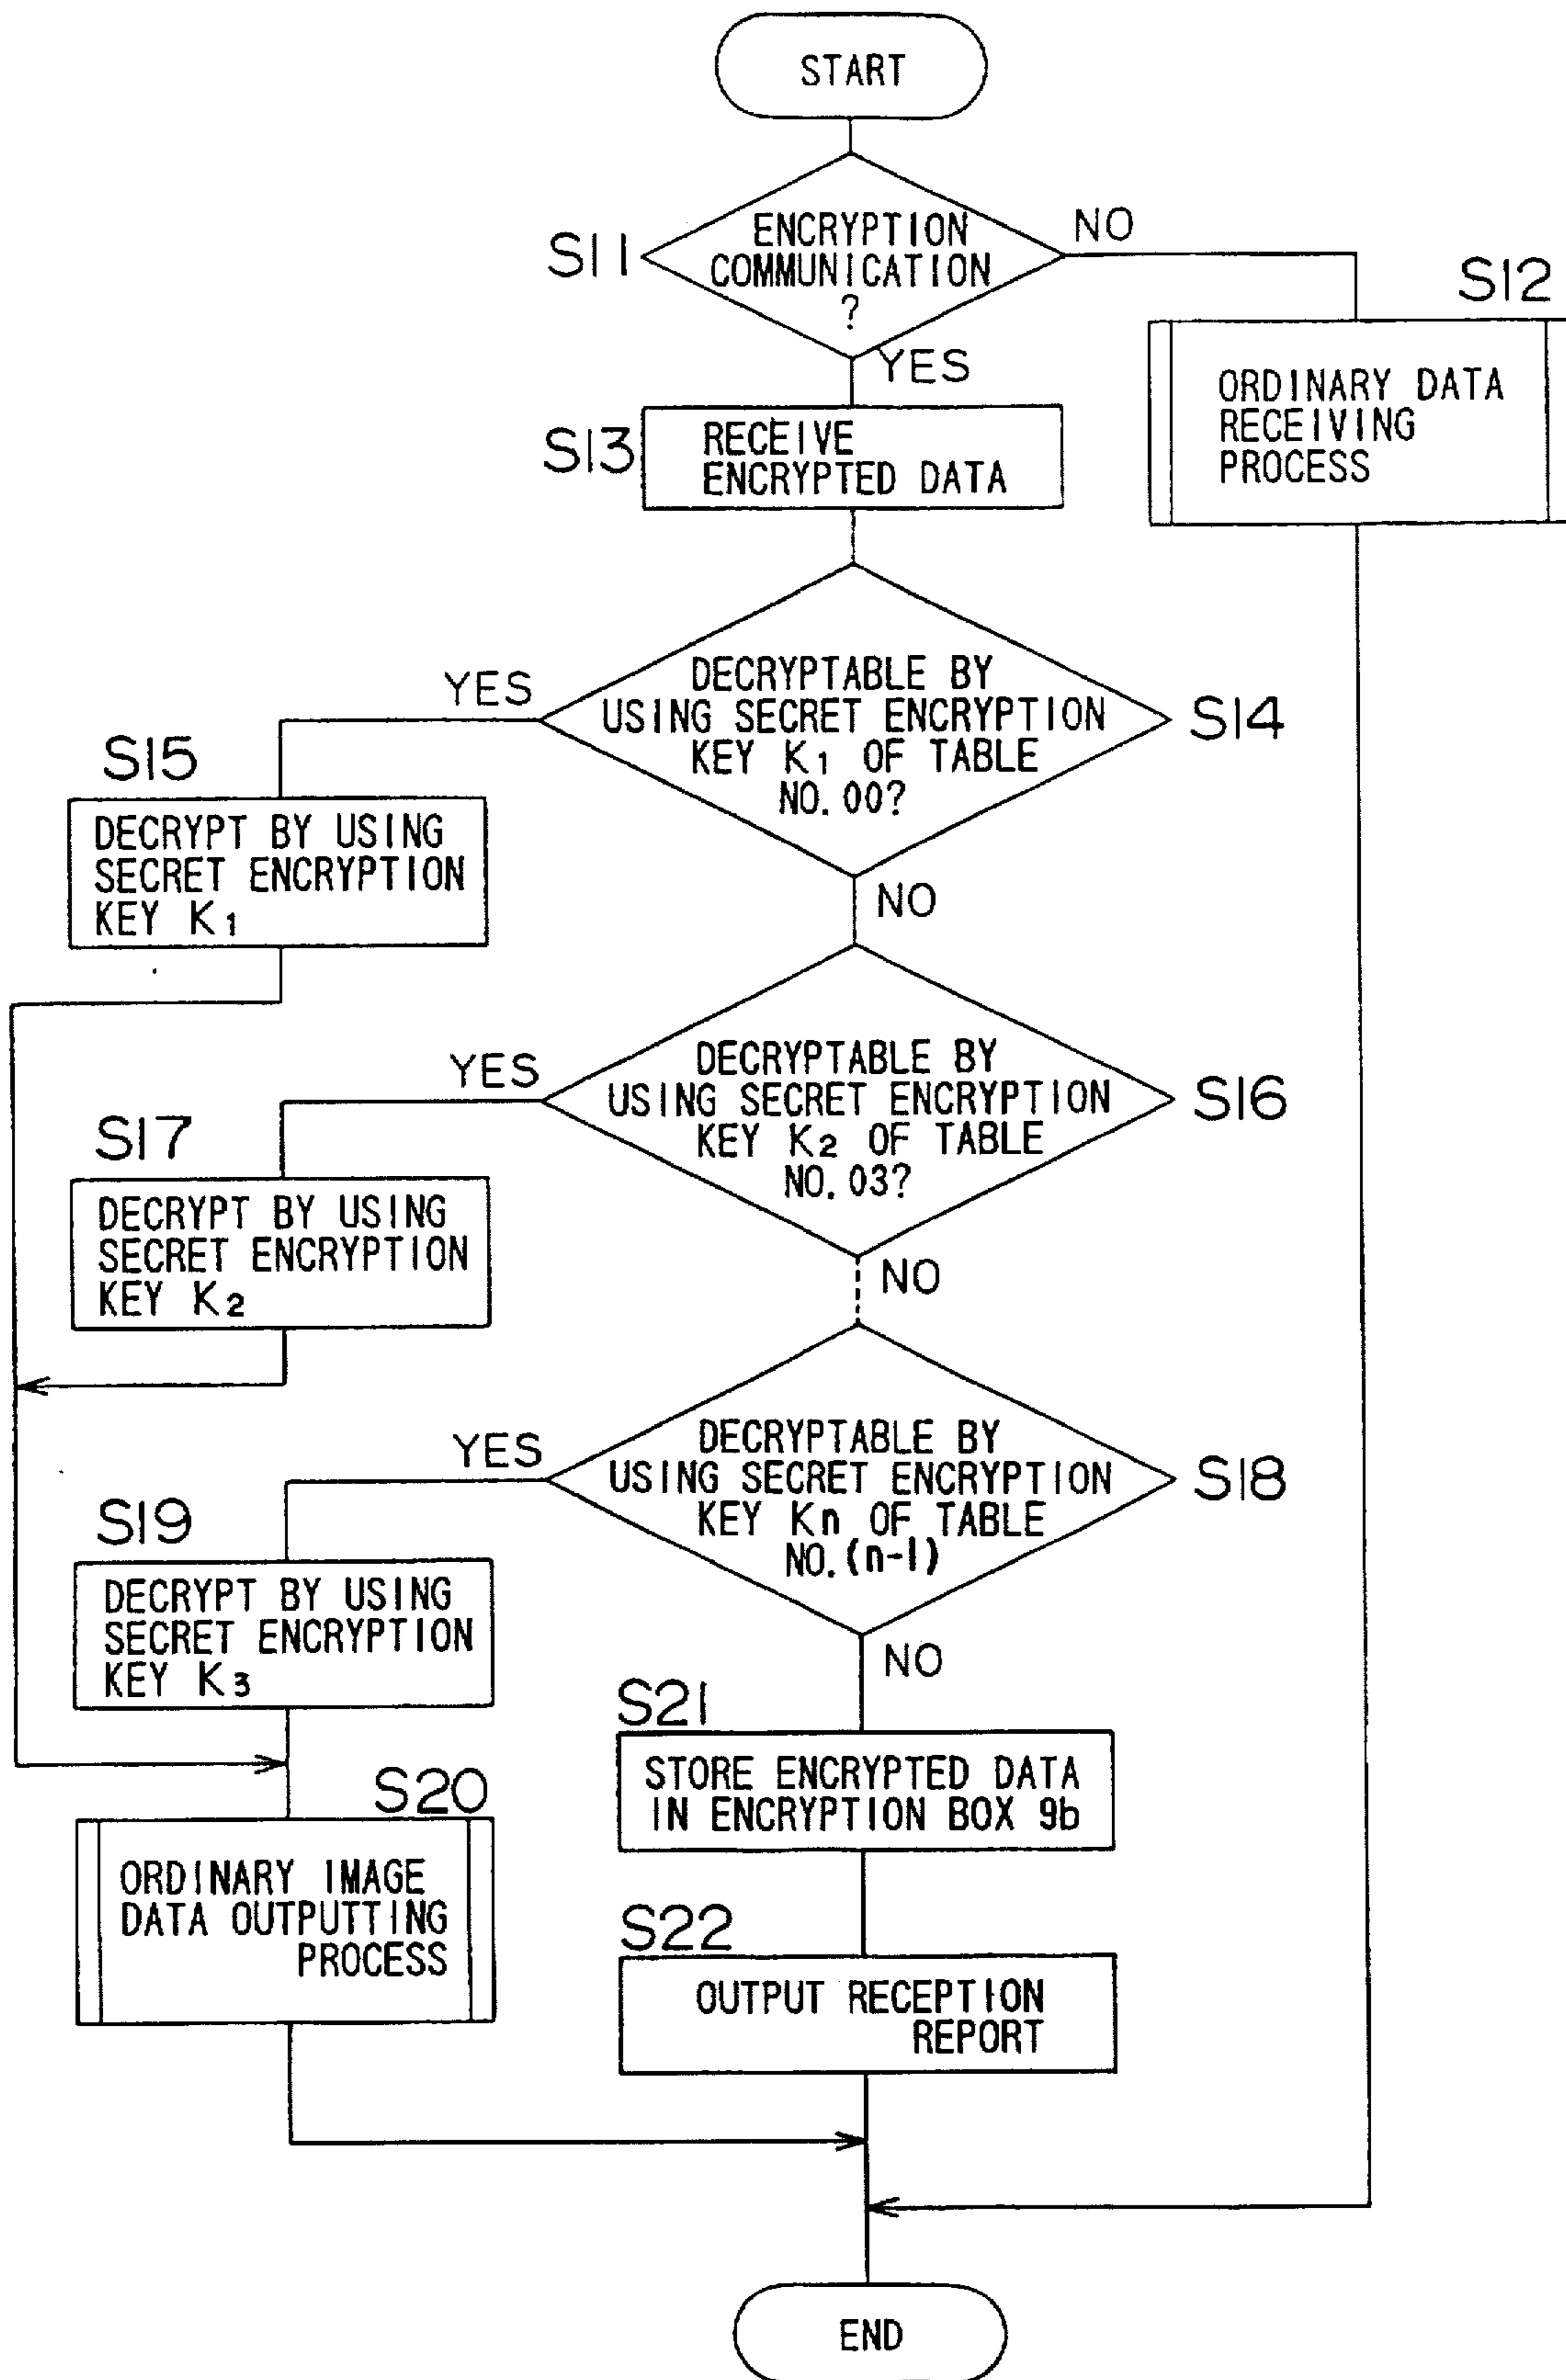 START
ENCRYPTION
COMMUNICATION
?
S11
NO
S12
YES
ORDINARY DATA
RECEIVING
PROCESS
S13
RECEIVE
ENCRYPTED DATA
DECRYPTABLE BY
USING SECRET ENCRYPTION
KEY K1 OF TABLE
NO. 00?
YES
S14
S15
DECRYPT BY USING
SECRET ENCRYPTION
KEY K1
NO
DECRYPTABLE BY
USING SECRET ENCRYPTION
KEY K2 OF TABLE
NO. 03?
YES
S16
S17
DECRYPT BY USING
SECRET ENCRYPTION
KEY K2
NO
DECRYPTABLE BY
USING SECRET ENCRYPTION
KEY Kn OF TABLE
NO. (n-1)
YES
S18
S19
DECRYPT BY USING
SECRET ENCRYPTION
KEY K3
NO
S21
STORE ENCRYPTED DATA
IN ENCRYPTION BOX 9b
S20
ORDINARY IMAGE
DATA OUTPUTTING
PROCESS
S22
OUTPUT RECEPTION
REPORT
END